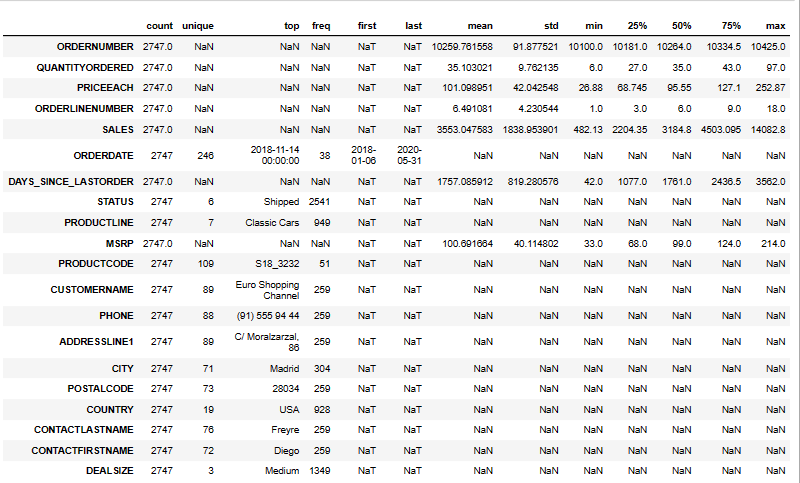 count unique top freq first last mean std min 25% 50% 75% max
ORDERNUMBER 2747.0 NaN NaN NaN NaT NaT 10259.761558 91.877521 10100.0 10181.0 10264.0 10334.5 10425.0
QUANTITYORDERED 2747.0 NaN NaN NaN NaT NaT 35.103021 9.762135 6.0 27.0 35.0 43.0 97.0
PRICEEACH 2747.0 NaN NaN NaN NaT NaT 101.098951 42.042548 26.88 68.745 95.55 127.1 252.87
ORDERLINENUMBER 2747.0 NaN NaN NaN NaT NaT 6.491081 4.230544 1.0 3.0 6.0 9.0 18.0
SALES 2747.0 NaN NaN NaN NaT NaT 3553.047583 1838.953901 482.13 2204.35 3184.8 4503.095 14082.8
ORDERDATE 2747 246 2018-11-14 00:00:00 38 2018-01-06 2020-05-31 NaN NaN NaN NaN NaN NaN NaN
DAYS_SINCE_LASTORDER 2747.0 NaN NaN NaN NaT NaT 1757.085912 819.280576 42.0 1077.0 1761.0 2436.5 3562.0
STATUS 2747 6 Shipped 2541 NaT NaT NaN NaN NaN NaN NaN NaN NaN
PRODUCTLINE 2747 7 Classic Cars 949 NaT NaT NaN NaN NaN NaN NaN NaN NaN
MSRP 2747.0 NaN NaN NaN NaT NaT 100.691664 40.114802 33.0 68.0 99.0 124.0 214.0
PRODUCTCODE 2747 109 S18_3232 51 NaT NaT NaN NaN NaN NaN NaN NaN NaN
CUSTOMERNAME 2747 89 Euro Shopping Channel 259 NaT NaT NaN NaN NaN NaN NaN NaN NaN
PHONE 2747 88 (91) 555 94 44 259 NaT NaT NaN NaN NaN NaN NaN NaN NaN
ADDRESSLINE1 2747 89 C/ Moralzarzal, 86 259 NaT NaT NaN NaN NaN NaN NaN NaN NaN
CITY 2747 71 Madrid 304 NaT NaT NaN NaN NaN NaN NaN NaN NaN
POSTALCODE 2747 73 28034 259 NaT NaT NaN NaN NaN NaN NaN NaN NaN
COUNTRY 2747 19 USA 928 NaT NaT NaN NaN NaN NaN NaN NaN NaN
CONTACTLASTNAME 2747 76 Freyre 259 NaT NaT NaN NaN NaN NaN NaN NaN NaN
CONTACTFIRSTNAME 2747 72 Diego 259 NaT NaT NaN NaN NaN NaN NaN NaN NaN
DEALSIZE 2747 3 Medium 1349 NaT NaT NaN NaN NaN NaN NaN NaN NaN